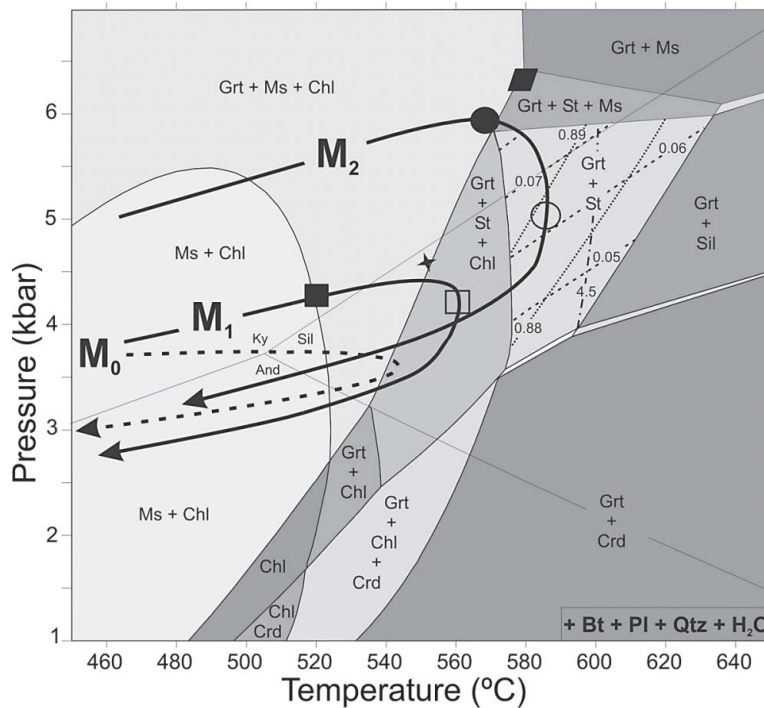 Grt + Ms
Grt + Ms + Chl
Grt + St + Ms
6
0.89
0.06
M2
Grt
+
St
0.07
Grt
+
St
+
Chl
5
Grt
+
Sil
Ms + Chl
0.05
4.5
M1
4
0.88
M0
Ky
Sil
And
3
Grt
+
Chl
Grt
+
Chl
+
Crd
Grt
+
Crd
Ms + Chl
2
Chl
Chl
Crd
+ Bt + Pl + Qtz + H2O
1
460 480 500 520 540 560 580 600 620 640
Pressure (kbar)
Temperature (ºC)